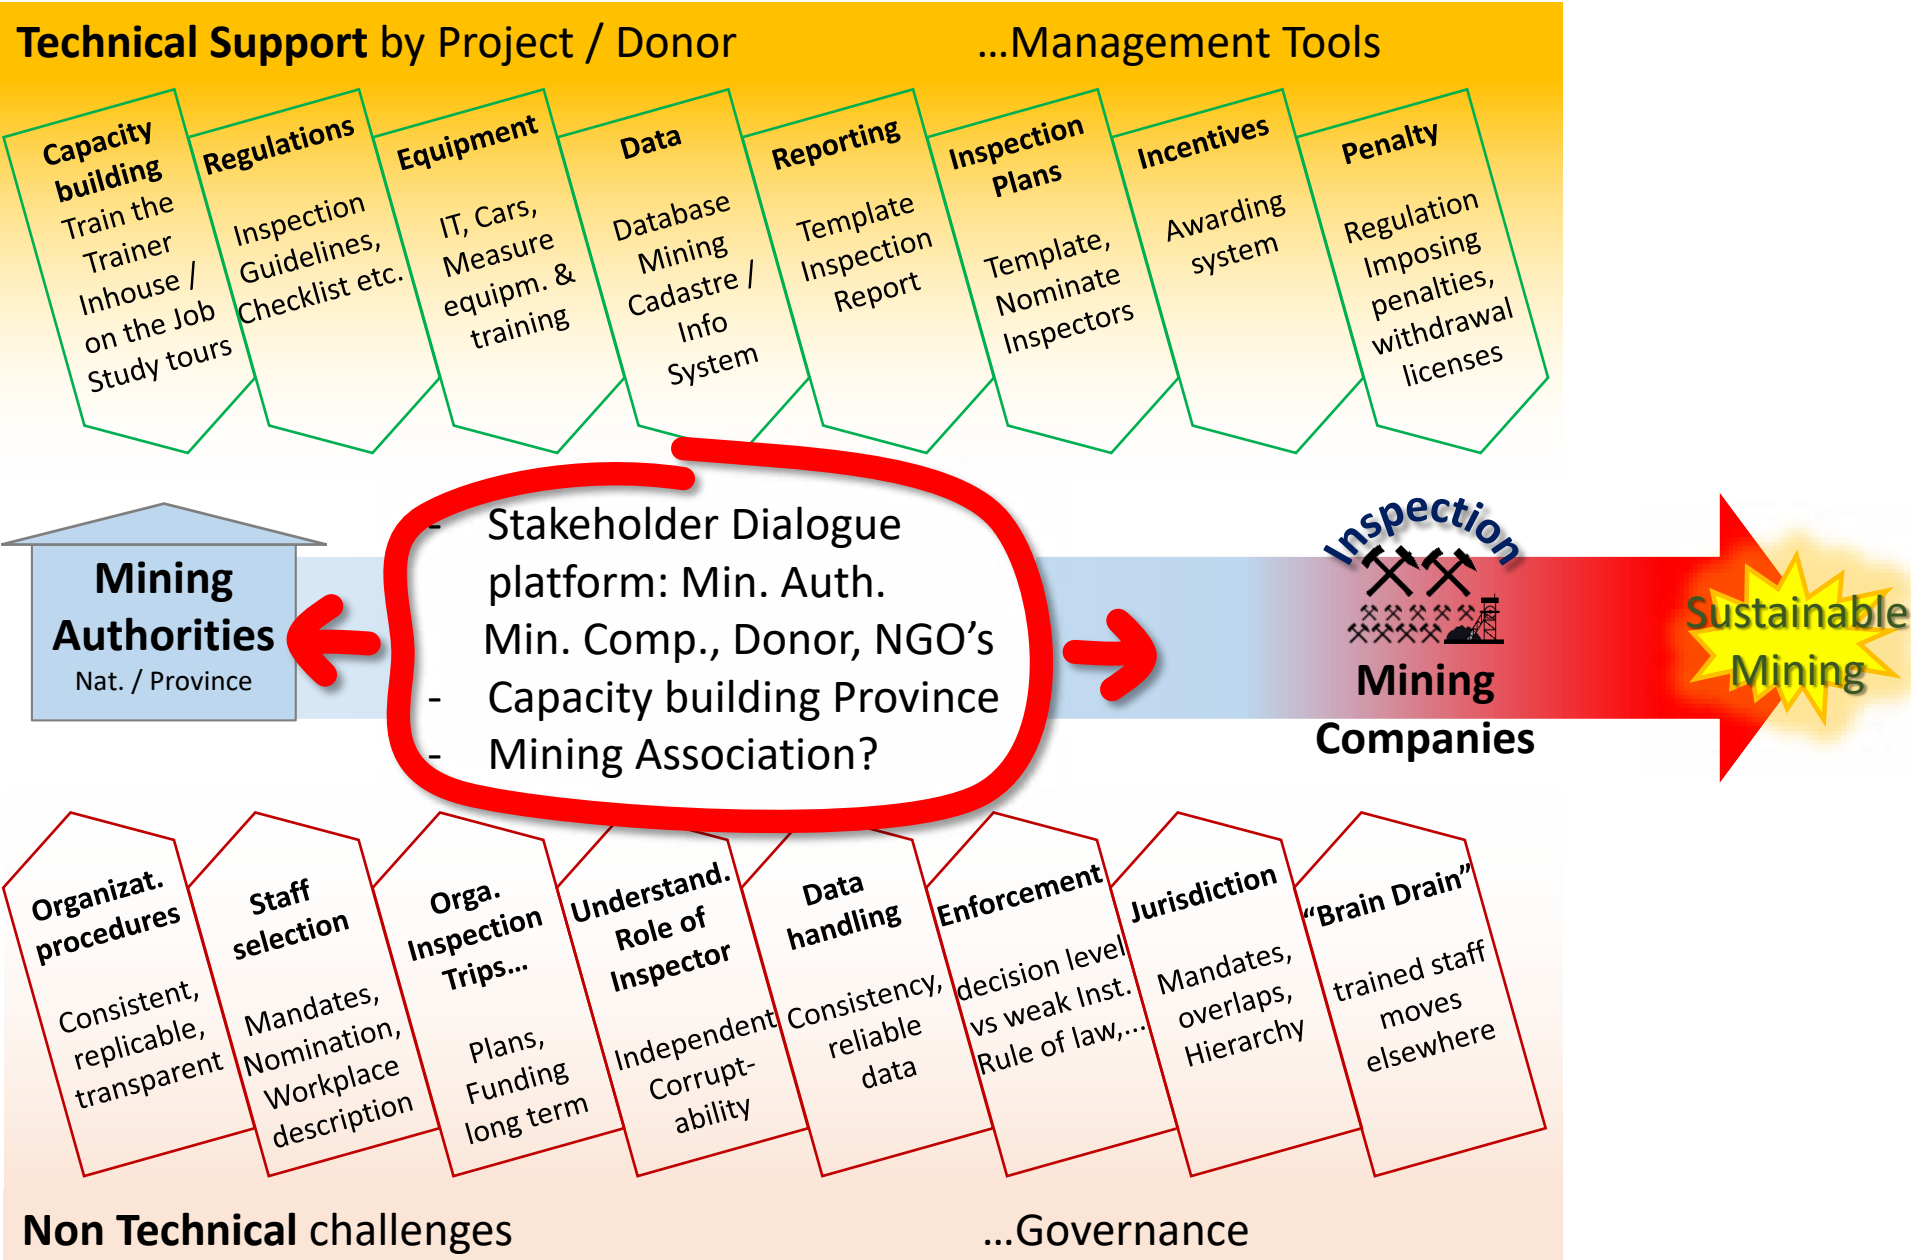 Technical Support by Project / Donor
...Management Tools
Capacity
building
Train the
Trainer
Inhouse /
on the Job
Study tours
Regulations
Inspection
Guidelines,
Checklist etc.
Equipment
IT, Cars,
Measure
equipm. &
training
Data
Database
Mining
Cadastre /
Info
System
Reporting
Template
Inspection
Report
Inspection
Plans
Template,
Nominate
Inspectors
Incentives
Awarding
system
Penalty
Regulation
Imposing
penalties,
withdrawal
licenses
Mining
Authorities
Nat. / Province
- Stakeholder Dialogue
platform: Min. Auth.
Min. Comp., Donor, NGO’s
- Capacity building Province
- Mining Association?
Inspection
Mining
Companies
Sustainable
Mining
Organizat.
procedures
Consistent,
replicable,
transparent
Staff
selection
Mandates,
Nomination,
Workplace
description
Orga.
Inspection
Trips...
Plans,
Funding
long term
Understand.
Role of
Inspector
Independent
Corrupt-
ability
Data
handling
Consistency,
reliable
data
Enforcement
decision level
vs weak Inst.
Rule of law,...
Jurisdiction
Mandates,
overlaps,
Hierarchy
“Brain Drain”
trained staff
moves
elsewhere
Non Technical challenges
...Governance